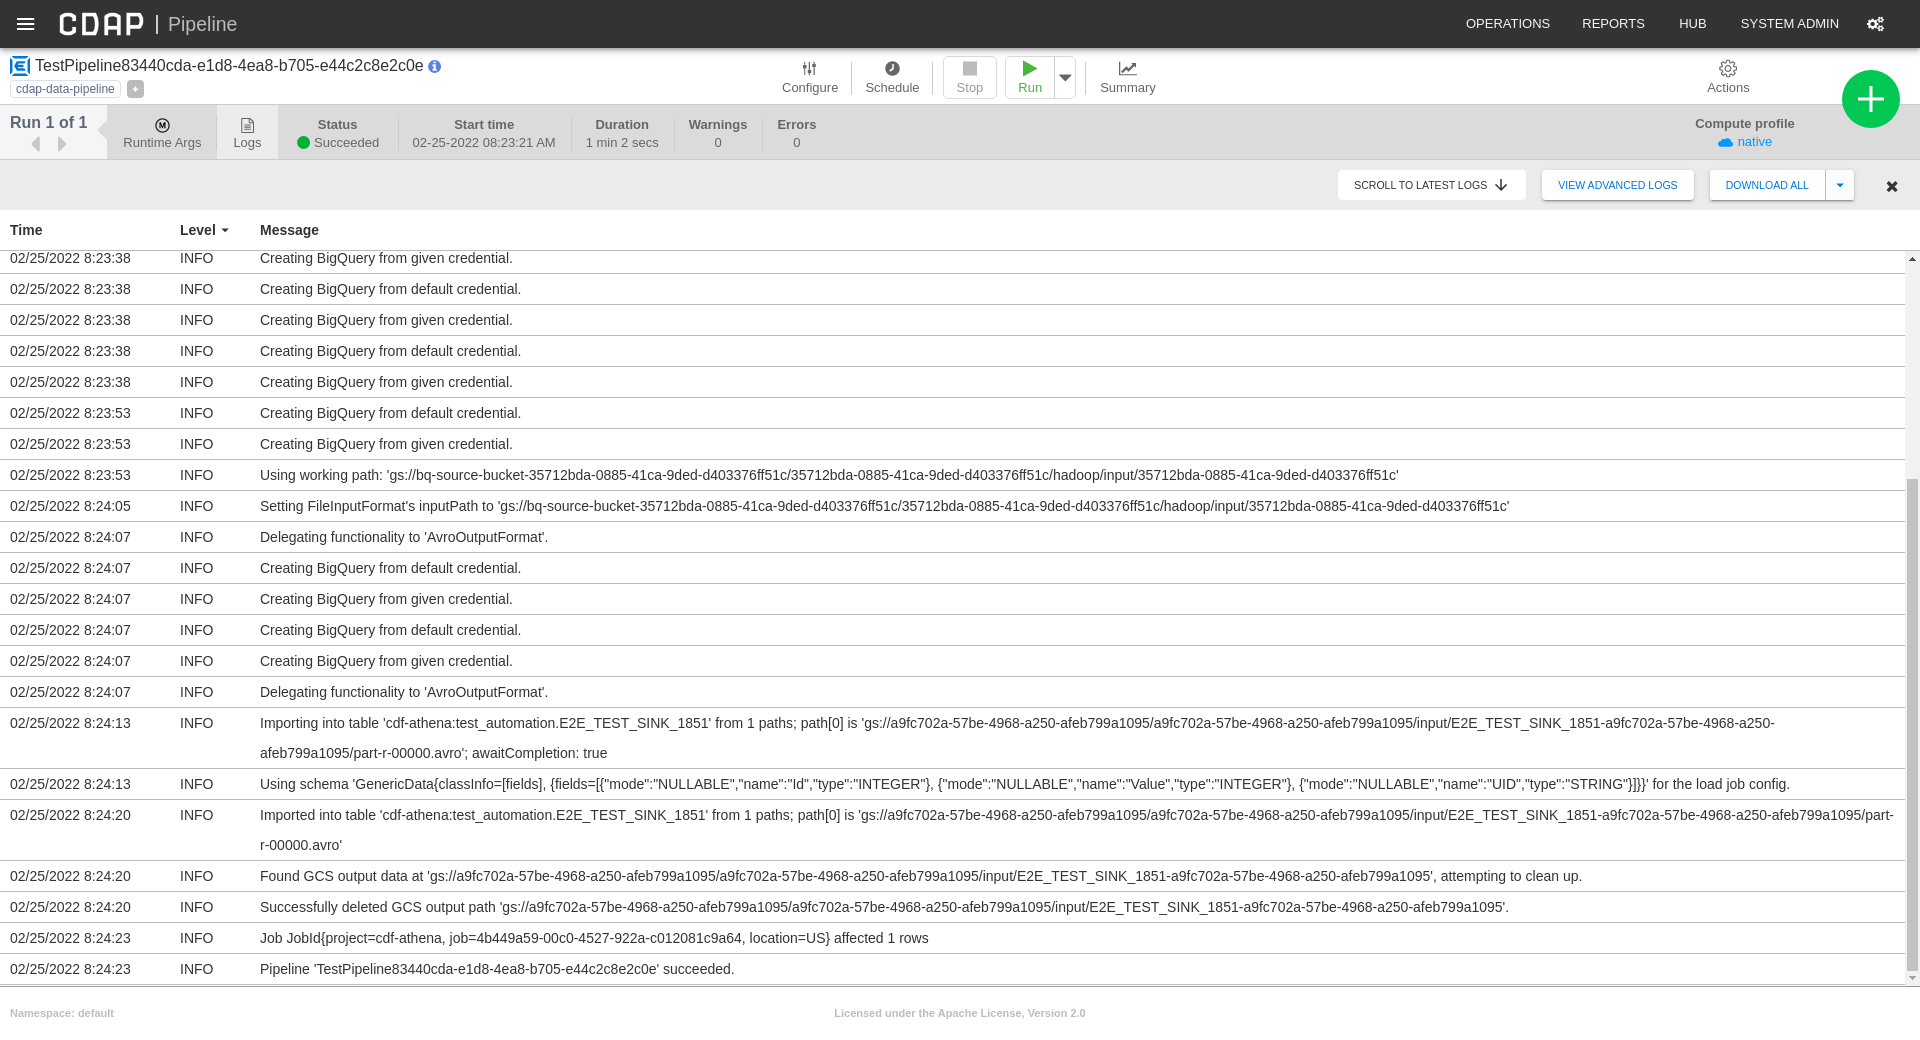 CDAP | Pipeline
OPERATIONS REPORTS HUB SYSTEM ADMIN
TestPipeline83440cda-e1d8-4ea8-b705-e44c2c8e2c0e
cdap-data-pipeline +
Configure Schedule Stop Run Summary Actions
Run 1 of 1
Runtime Args
Logs
Status
Succeeded
Start time
02-25-2022 08:23:21 AM
Duration
1 min 2 secs
Warnings
0
Errors
0
Compute profile
native
SCROLL TO LATEST LOGS VIEW ADVANCED LOGS DOWNLOAD ALL
Time Level Message
02/25/2022 8:23:38 INFO Creating BigQuery from given credential.
02/25/2022 8:23:38 INFO Creating BigQuery from default credential.
02/25/2022 8:23:38 INFO Creating BigQuery from given credential.
02/25/2022 8:23:38 INFO Creating BigQuery from default credential.
02/25/2022 8:23:38 INFO Creating BigQuery from given credential.
02/25/2022 8:23:53 INFO Creating BigQuery from default credential.
02/25/2022 8:23:53 INFO Creating BigQuery from given credential.
02/25/2022 8:23:53 INFO Using working path: 'gs://bq-source-bucket-35712bda-0885-41ca-9ded-d403376ff51c/35712bda-0885-41ca-9ded-d403376ff51c/hadoop/input/35712bda-0885-41ca-9ded-d403376ff51c'
02/25/2022 8:24:05 INFO Setting FileInputFormat's inputPath to 'gs://bq-source-bucket-35712bda-0885-41ca-9ded-d403376ff51c/35712bda-0885-41ca-9ded-d403376ff51c/hadoop/input/35712bda-0885-41ca-9ded-d403376ff51c'
02/25/2022 8:24:07 INFO Delegating functionality to 'AvroOutputFormat'.
02/25/2022 8:24:07 INFO Creating BigQuery from default credential.
02/25/2022 8:24:07 INFO Creating BigQuery from given credential.
02/25/2022 8:24:07 INFO Creating BigQuery from default credential.
02/25/2022 8:24:07 INFO Creating BigQuery from given credential.
02/25/2022 8:24:07 INFO Delegating functionality to 'AvroOutputFormat'.
02/25/2022 8:24:13 INFO Importing into table 'cdf-athena:test_automation.E2E_TEST_SINK_1851' from 1 paths; path[0] is 'gs://a9fc702a-57be-4968-a250-afeb799a1095/a9fc702a-57be-4968-a250-afeb799a1095/input/E2E_TEST_SINK_1851-a9fc702a-57be-4968-a250-
afeb799a1095/part-r-00000.avro'; awaitCompletion: true
02/25/2022 8:24:13 INFO Using schema 'GenericData{classInfo=[fields], {fields=[{"mode":"NULLABLE","name":"Id","type":"INTEGER"}, {"mode":"NULLABLE","name":"Value","type":"INTEGER"}, {"mode":"NULLABLE","name":"UID","type":"STRING"}]}}' for the load job config.
02/25/2022 8:24:20 INFO Imported into table 'cdf-athena:test_automation.E2E_TEST_SINK_1851' from 1 paths; path[0] is 'gs://a9fc702a-57be-4968-a250-afeb799a1095/a9fc702a-57be-4968-a250-afeb799a1095/input/E2E_TEST_SINK_1851-a9fc702a-57be-4968-a250-afeb799a1095/part-
r-00000.avro'
02/25/2022 8:24:20 INFO Found GCS output data at 'gs://a9fc702a-57be-4968-a250-afeb799a1095/a9fc702a-57be-4968-a250-afeb799a1095/input/E2E_TEST_SINK_1851-a9fc702a-57be-4968-a250-afeb799a1095', attempting to clean up.
02/25/2022 8:24:20 INFO Successfully deleted GCS output path 'gs://a9fc702a-57be-4968-a250-afeb799a1095/a9fc702a-57be-4968-a250-afeb799a1095/input/E2E_TEST_SINK_1851-a9fc702a-57be-4968-a250-afeb799a1095'.
02/25/2022 8:24:23 INFO Job JobId{project=cdf-athena, job=4b449a59-00c0-4527-922a-c012081c9a64, location=US} affected 1 rows
02/25/2022 8:24:23 INFO Pipeline 'TestPipeline83440cda-e1d8-4ea8-b705-e44c2c8e2c0e' succeeded.
Namespace: default
Licensed under the Apache License, Version 2.0